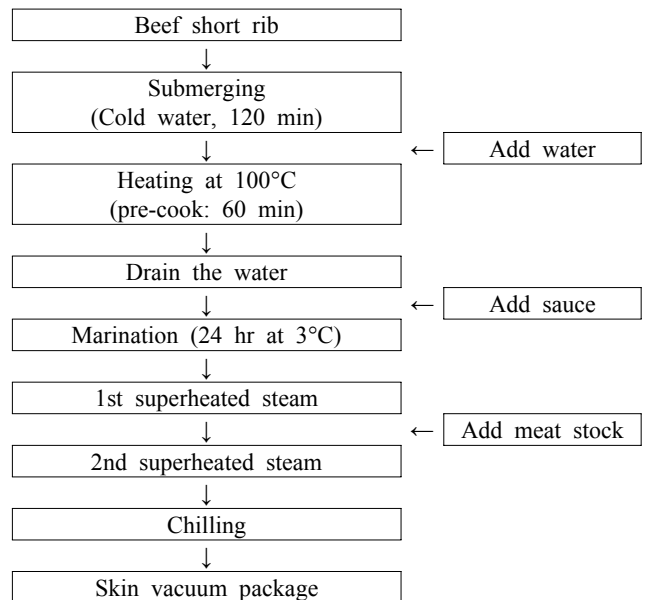 Beef short rib
↓
Submerging
(Cold water, 120 min)
↓
← Add water
Heating at 100°C
(pre-cook: 60 min)
↓
Drain the water
↓
← Add sauce
Marination (24 hr at 3°C)
↓
1st superheated steam
↓
← Add meat stock
2nd superheated steam
↓
Chilling
↓
Skin vacuum package